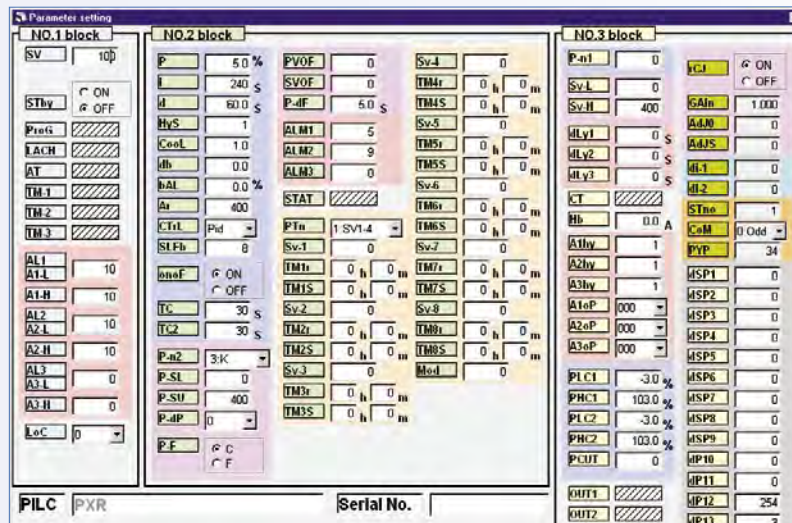 Parameter setting
NO.1 block
SV 100
STby ON
OFF
ProG
LACH
AT
TM-1
TM-2
TM-3
AL1
A1-L 10
A1-H 10
AL2
A2-L 10
A2-H 10
AL3
A3-L 0
A3-H 0
LoC 0
NO.2 block
P 5.0 %
i 240 S
d 60.0 S
HyS 1
CooL 1.0
db 0.0
bAL 0.0 %
Ar 400
CTrL Pid
SLFb 8
onoF ON
OFF
TC 30 S
TC2 30 S
P-n2 3:K
P-SL 0
P-SU 400
P-dP 0
P-F C
F
PVOF 0
SVOF 0
P-dF 5.0 S
ALM1 5
ALM2 9
ALM3 0
STAT
PTn 1 SV1-4
Sv-1 0
TM1r 0 h 0 m
TM1S 0 h 0 m
Sv-2 0
TM2r 0 h 0 m
TM2S 0 h 0 m
Sv-3 0
TM3r 0 h 0 m
TM3S 0 h 0 m
Sv-4 0
TM4r 0 h 0 m
TM4S 0 h 0 m
Sv-5 0
TM5r 0 h 0 m
TM5S 0 h 0 m
Sv-6 0
TM6r 0 h 0 m
TM6S 0 h 0 m
Sv-7 0
TM7r 0 h 0 m
TM7S 0 h 0 m
Sv-8 0
TM8r 0 h 0 m
TM8S 0 h 0 m
Mod 0
NO.3 block
P-n1 0
Sv-L 0
Sv-H 400
dLy1 0 S
dLy2 0 S
dLy3 0 S
CT
Hb 0.0 A
A1hy 1
A2hy 1
A3hy 1
A1oP 000
A2oP 000
A3oP 000
PLC1 -3.0 %
PHC1 103.0 %
PLC2 -3.0 %
PHC2 103.0 %
PCUT 0
OUT1
OUT2
rCJ ON
OFF
GAIn 1.000
AdJ0 0
AdJS 0
di-1 0
di-2 0
STno 1
CoM 0 Odd
PYP 34
dSP1 0
dSP2 0
dSP3 0
dSP4 0
dSP5 0
dSP6 0
dSP7 0
dSP8 0
dSP9 0
dP10 0
dP11 0
dP12 254
dP13
PILC PXR Serial No.